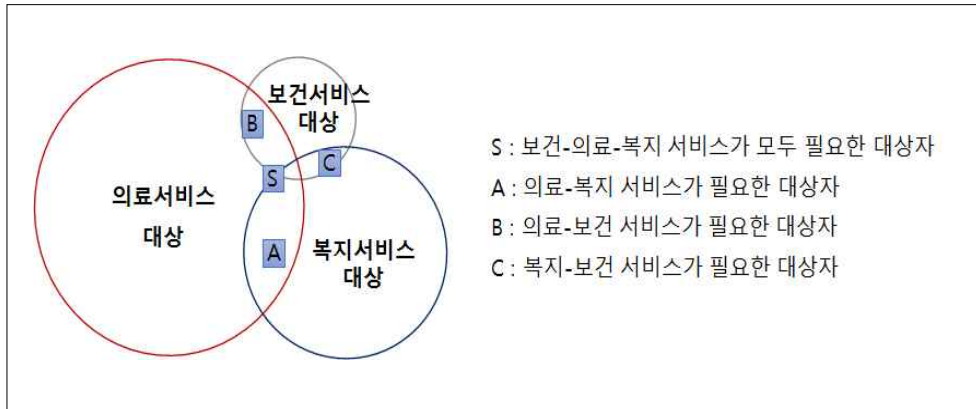 보건서비스
대상
B
C
S
의료서비스
대상
A
복지서비스
대상
S : 보건-의료-복지 서비스가 모두 필요한 대상자
A : 의료-복지 서비스가 필요한 대상자
B : 의료-보건 서비스가 필요한 대상자
C : 복지-보건 서비스가 필요한 대상자